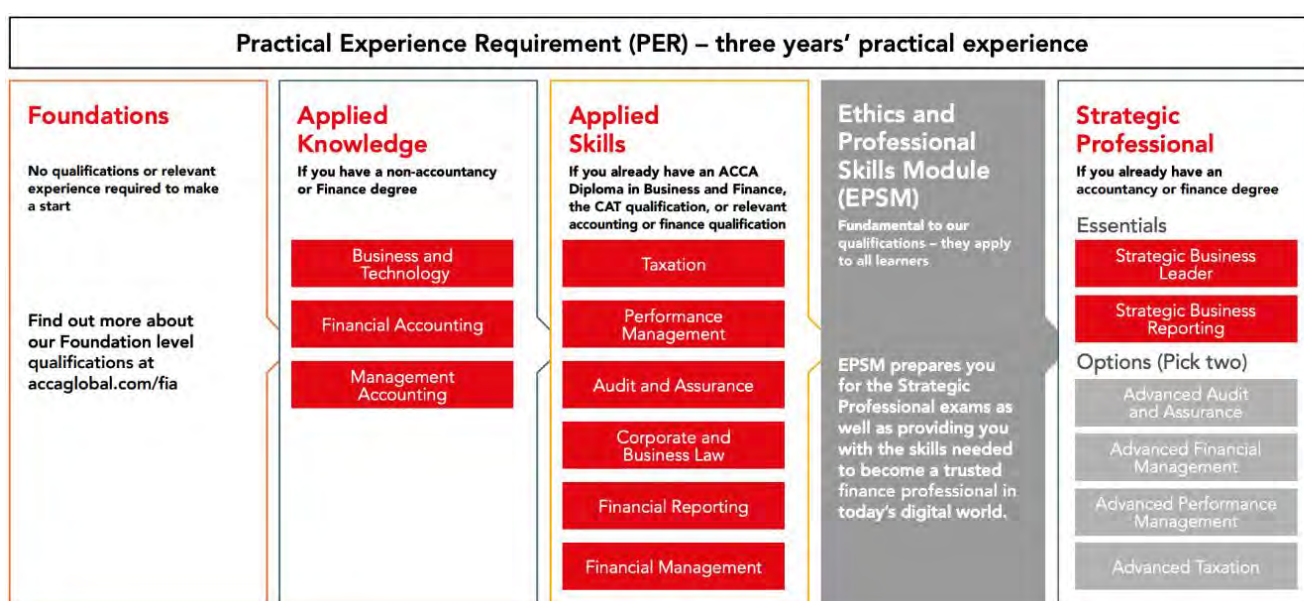 Practical Experience Requirement (PER) – three years’ practical experience
Foundations
No qualifications or relevant
experience required to make
a start
Find out more about
our Foundation level
qualifications at
accaglobal.com/fia
Applied
Knowledge
If you have a non-accountancy
or Finance degree
Business and
Technology
Financial Accounting
Management
Accounting
Applied
Skills
If you already have an ACCA
Diploma in Business and Finance,
the CAT qualification, or relevant
accounting or finance qualification
Taxation
Performance
Management
Audit and Assurance
Corporate and
Business Law
Financial Reporting
Financial Management
Ethics and
Professional
Skills Module
(EPSM)
Fundamental to our
qualifications – they apply
to all learners
EPSM prepares you
for the Strategic
Professional exams as
well as providing you
with the skills needed
to become a trusted
finance professional in
today’s digital world.
Strategic
Professional
If you already have an
accountancy or finance degree
Essentials
Strategic Business
Leader
Strategic Business
Reporting
Options (Pick two)
Advanced Audit
and Assurance
Advanced Financial
Management
Advanced Performance
Management
Advanced Taxation